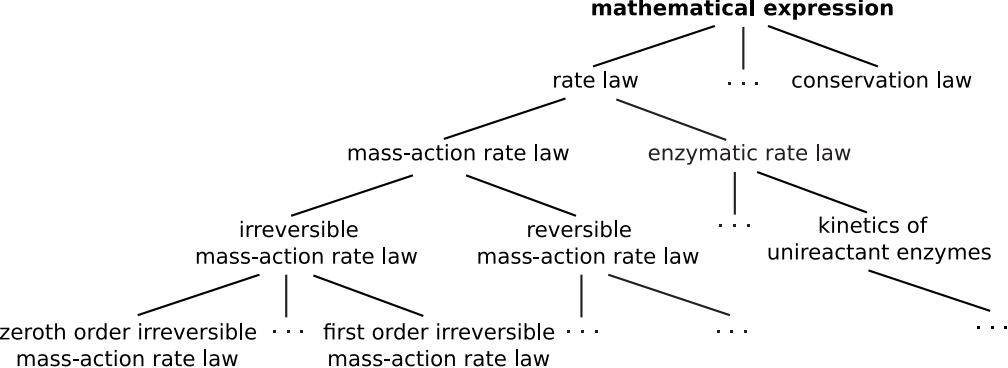 mathematical expression
rate law
. . .
conservation law
mass-action rate law
enzymatic rate law
irreversible
mass-action rate law
reversible
mass-action rate law
. . .
kinetics of
unireactant enzymes
zeroth order irreversible
mass-action rate law
. . .
first order irreversible
mass-action rate law
. . .
. . .
. . .